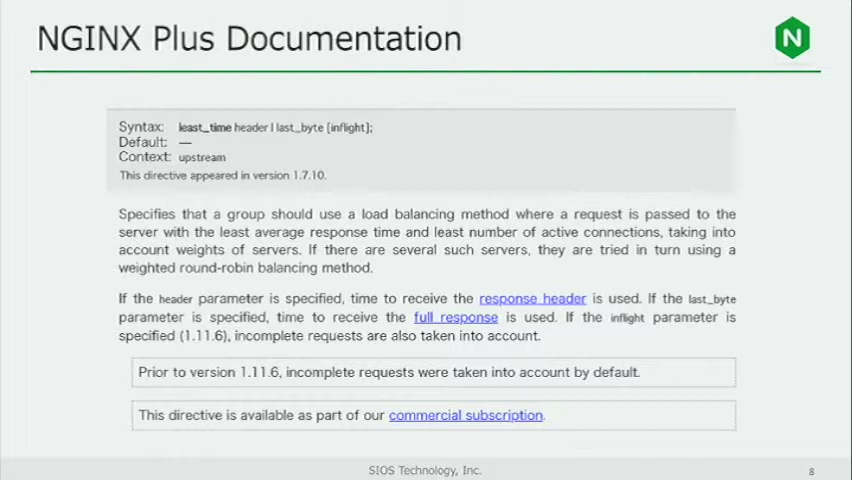 NGINX Plus Documentation
N
Syntax: least_time header | last_byte [inflight];
Default: —
Context: upstream
This directive appeared in version 1.7.10.
Specifies that a group should use a load balancing method where a request is passed to the
server with the least average response time and least number of active connections, taking into
account weights of servers. If there are several such servers, they are tried in turn using a
weighted round-robin balancing method.
If the header parameter is specified, time to receive the response header is used. If the last_byte
parameter is specified, time to receive the full response is used. If the inflight parameter is
specified (1.11.6), incomplete requests are also taken into account.
Prior to version 1.11.6, incomplete requests were taken into account by default.
This directive is available as part of our commercial subscription.
SIOS Technology, Inc.
8